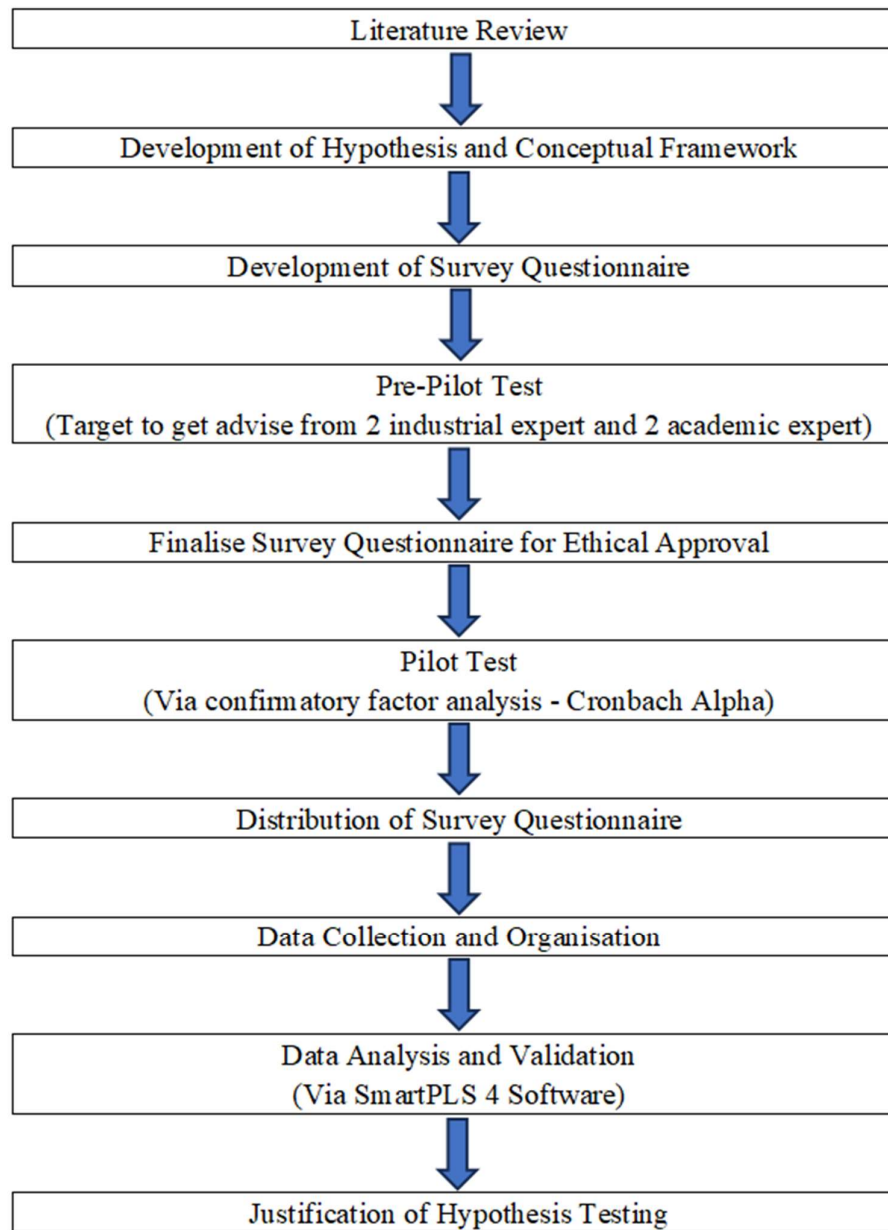 Literature Review
Development of Hypothesis and Conceptual Framework
Development of Survey Questionnaire
Pre-Pilot Test
(Target to get advise from 2 industrial expert and 2 academic expert)
Finalise Survey Questionnaire for Ethical Approval
Pilot Test
(Via confirmatory factor analysis - Cronbach Alpha)
Distribution of Survey Questionnaire
Data Collection and Organisation
Data Analysis and Validation
(Via SmartPLS 4 Software)
Justification of Hypothesis Testing